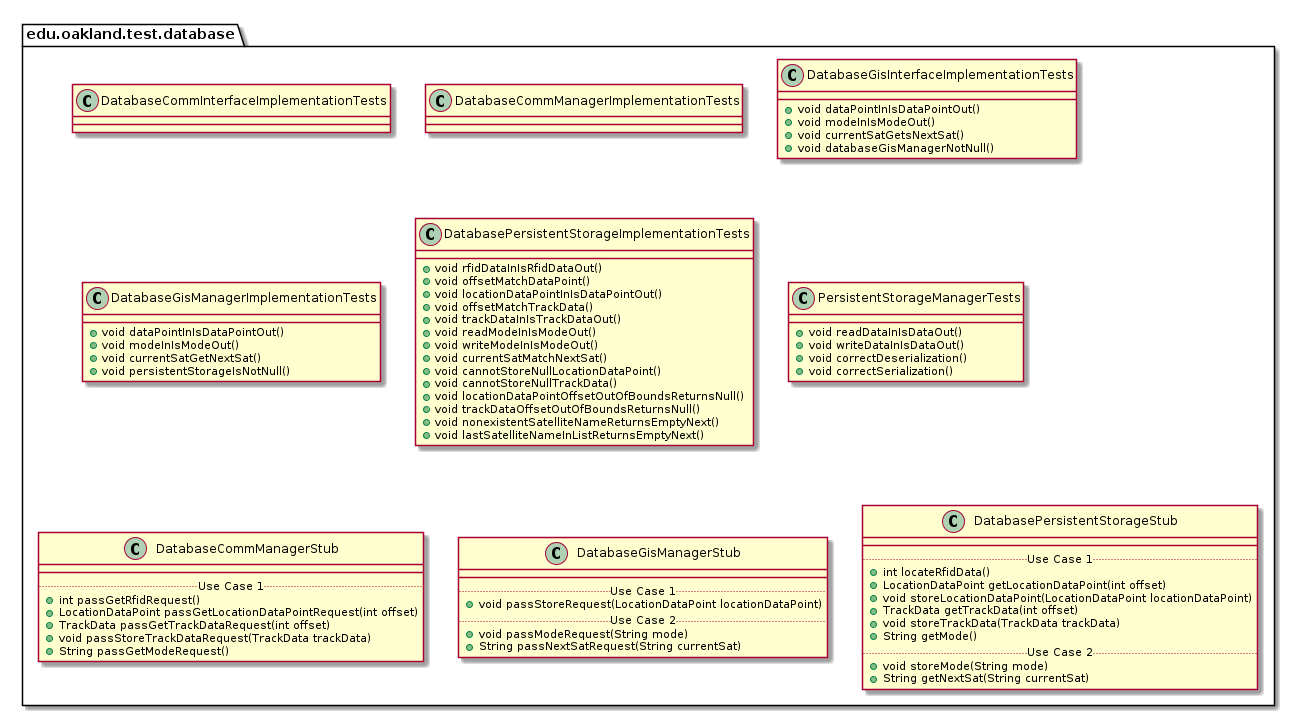 edu.oakland.test.database
C DatabaseCommInterfaceImplementationTests
C DatabaseCommManagerImplementationTests
C DatabaseGisInterfaceImplementationTests
void dataPointInIsDataPointOut()
void modeInIsModeOut()
void currentSatGetsNextSat()
void databaseGisManagerNotNull()
C DatabaseGisManagerImplementationTests
void dataPointInIsDataPointOut()
void modeInIsModeOut()
void currentSatGetNextSat()
void persistentStorageIsNotNull()
C DatabasePersistentStorageImplementationTests
void rfidDataInIsRfidDataOut()
void offsetMatchDataPoint()
void locationDataPointInIsDataPointOut()
void offsetMatchTrackData()
void trackDataInIsTrackDataOut()
void readModeInIsModeOut()
void writeModeInIsModeOut()
void currentSatMatchNextSat()
void cannotStoreNullLocationDataPoint()
void cannotStoreNullTrackData()
void locationDataPointOffsetOutOfBoundsReturnsNull()
void trackDataOffsetOutOfBoundsReturnsNull()
void nonexistentSatelliteNameReturnsEmptyNext()
void lastSatelliteNameInListReturnsEmptyNext()
C PersistentStorageManagerTests
void readDataInIsDataOut()
void writeDataInIsDataOut()
void correctDeserialization()
void correctSerialization()
C DatabaseCommManagerStub
Use Case 1
int passGetRfidRequest()
LocationDataPoint passGetLocationDataPointRequest(int offset)
TrackData passGetTrackDataRequest(int offset)
void passStoreTrackDataRequest(TrackData trackData)
String passGetModeRequest()
C DatabaseGisManagerStub
Use Case 1
void passStoreRequest(LocationDataPoint locationDataPoint)
Use Case 2
void passModeRequest(String mode)
String passNextSatRequest(String currentSat)
C DatabasePersistentStorageStub
Use Case 1
int locateRfidData()
LocationDataPoint getLocationDataPoint(int offset)
void storeLocationDataPoint(LocationDataPoint locationDataPoint)
TrackData getTrackData(int offset)
void storeTrackData(TrackData trackData)
String getMode()
Use Case 2
void storeMode(String mode)
String getNextSat(String currentSat)